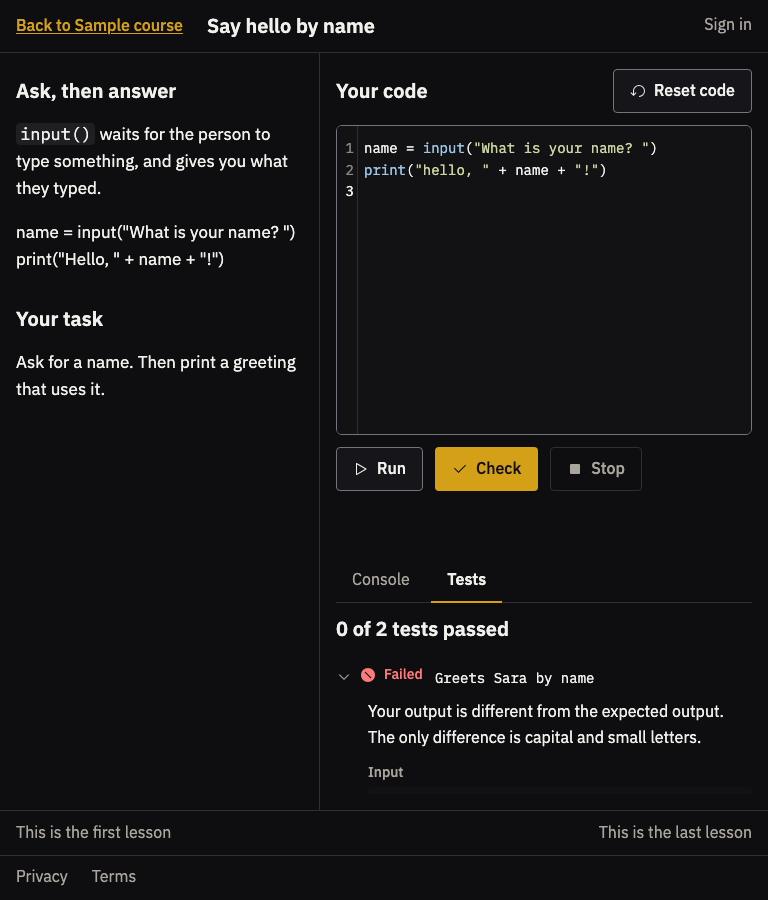 Back to Sample course
Say hello by name
Sign in
Ask, then answer
input() waits for the person to
type something, and gives you what
they typed.
name = input("What is your name? ")
print("Hello, " + name + "!")
Your task
Ask for a name. Then print a greeting
that uses it.
Your code
Reset code
1 name = input("What is your name? ")
2 print("hello, " + name + "!")
3
Run
Check
Stop
Console
Tests
0 of 2 tests passed
Failed
Greets Sara by name
Your output is different from the expected output.
The only difference is capital and small letters.
Input
This is the first lesson
This is the last lesson
Privacy
Terms